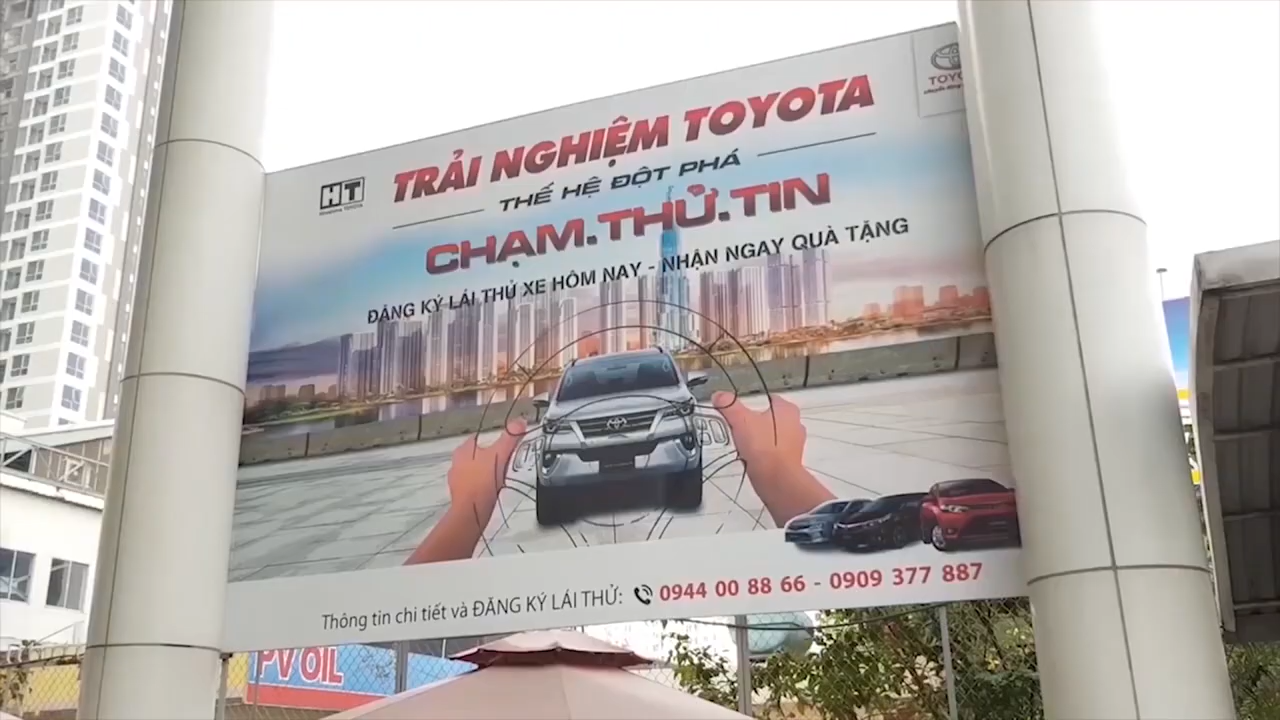 TOYOTA
HT
TRẢI NGHIỆM TOYOTA
THẾ HỆ ĐỘT PHÁ
CHẠM.THỬ.TIN
ĐĂNG KÝ LÁI THỬ XE HÔM NAY - NHẬN NGAY QUÀ TẶNG
Thông tin chi tiết và ĐĂNG KÝ LÁI THỬ: 0944 00 88 66 - 0909 377 887
PV OIL